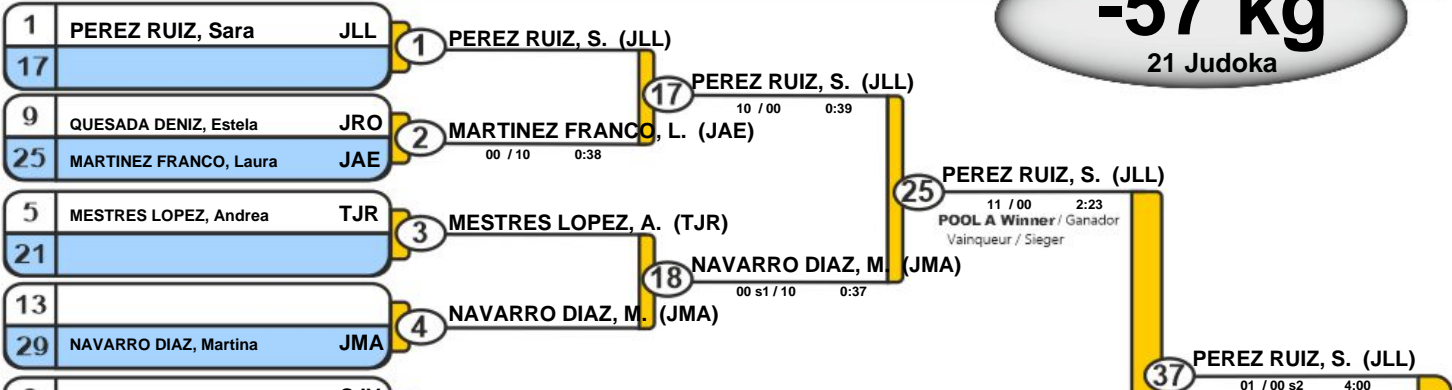 -57 kg
21 Judoka
1 PEREZ RUIZ, Sara JLL
17
1 PEREZ RUIZ, S. (JLL)
17 PEREZ RUIZ, S. (JLL)
10 / 00 0:39
9 QUESADA DENIZ, Estela JRO
25 MARTINEZ FRANCO, Laura JAE
2 MARTINEZ FRANCO, L. (JAE)
00 / 10 0:38
25 PEREZ RUIZ, S. (JLL)
11 / 00 2:23
POOL A Winner / Ganador
Vainqueur / Sieger
5 MESTRES LOPEZ, Andrea TJR
21
3 MESTRES LOPEZ, A. (TJR)
18 NAVARRO DIAZ, M. (JMA)
00 s1 / 10 0:37
13
29 NAVARRO DIAZ, Martina JMA
4 NAVARRO DIAZ, M. (JMA)
37 PEREZ RUIZ, S. (JLL)
01 / 00 s2 4:00